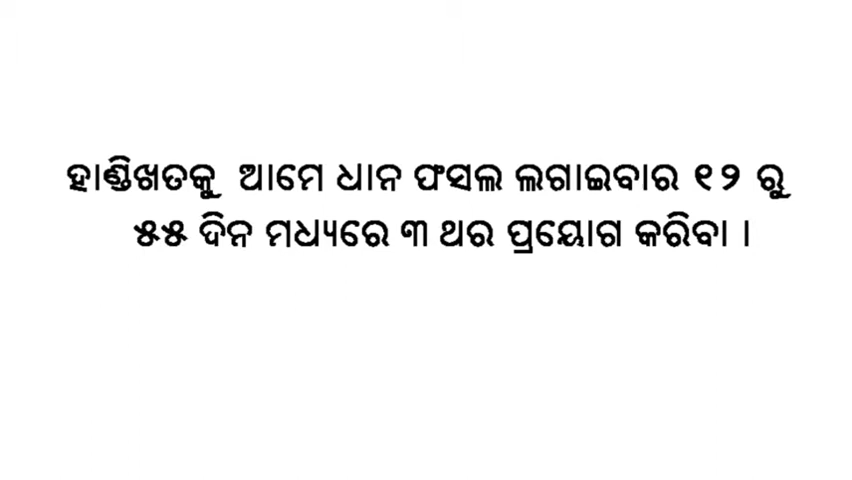 ହାଣ୍ଡିଖତକୁ ଆମେ ଧାନ ଫସଲ ଲଗାଇବାର ୧୨ ରୁ
୫୫ ଦିନ ମଧ୍ୟରେ ୩ ଥର ପ୍ରୟୋଗ କରିବା ।